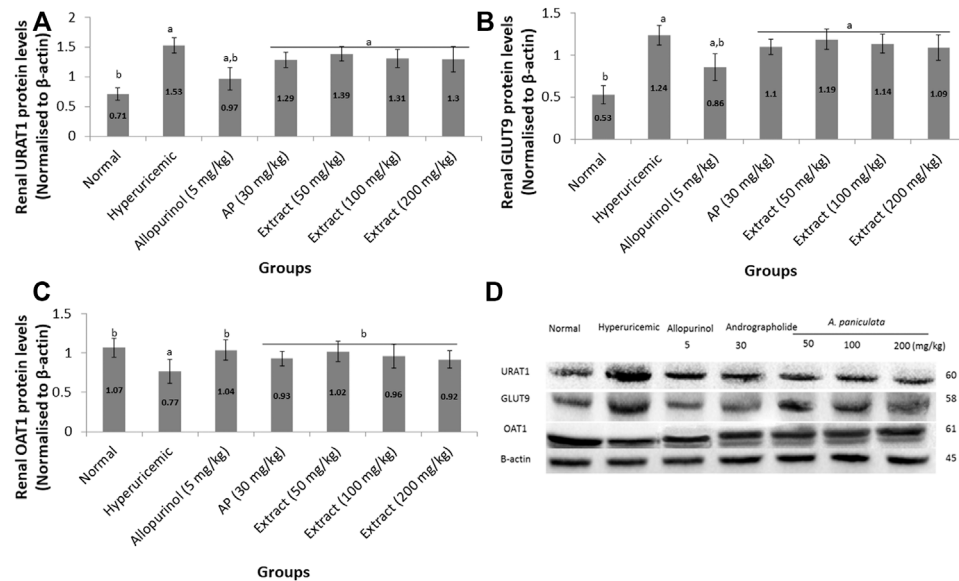 A
Renal URAT1 protein levels
(Normalised to β-actin)
2
1.5
1
0.5
0
b
a
a,b
a
0.71
1.53
0.97
1.29
1.39
1.31
1.3
Normal
Hyperuricemic
Allopurinol (5 mg/kg)
AP (30 mg/kg)
Extract (50 mg/kg)
Extract (100 mg/kg)
Extract (200 mg/kg)
Groups
B
Renal GLUT9 protein levels
(Normalised to β-actin)
1.5
1
0.5
0
b
a
a,b
a
0.53
1.24
0.86
1.1
1.19
1.14
1.09
Normal
Hyperuricemic
Allopurinol (5 mg/kg)
AP (30 mg/kg)
Extract (50 mg/kg)
Extract (100 mg/kg)
Extract (200 mg/kg)
Groups
C
Renal OAT1 protein levels
(Normalised to β-actin)
1.5
1
0.5
0
b
a
b
b
1.07
0.77
1.04
0.93
1.02
0.96
0.92
Normal
Hyperuricemic
Allopurinol (5 mg/kg)
AP (30 mg/kg)
Extract (50 mg/kg)
Extract (100 mg/kg)
Extract (200 mg/kg)
Groups
D
Normal Hyperuricemic Allopurinol Andrographolide A. paniculata
5 30 50 100 200 (mg/kg)
URAT1 60
GLUT9 58
OAT1 61
B-actin 45